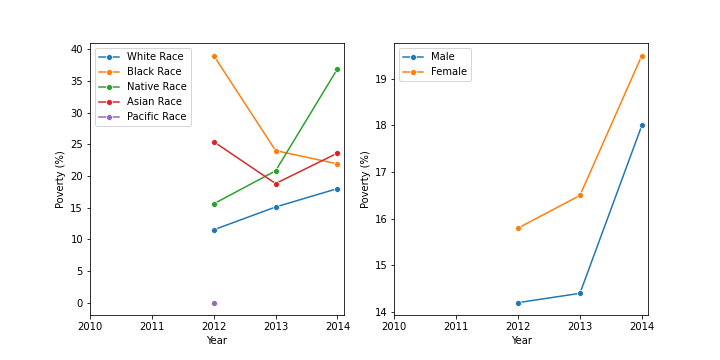 40
35
30
25
20
15
10
5
0
Poverty (%)
White Race
Black Race
Native Race
Asian Race
Pacific Race
2010 2011 2012 2013 2014
Year
19
18
17
16
15
14
Poverty (%)
Male
Female
2010 2011 2012 2013 2014
Year